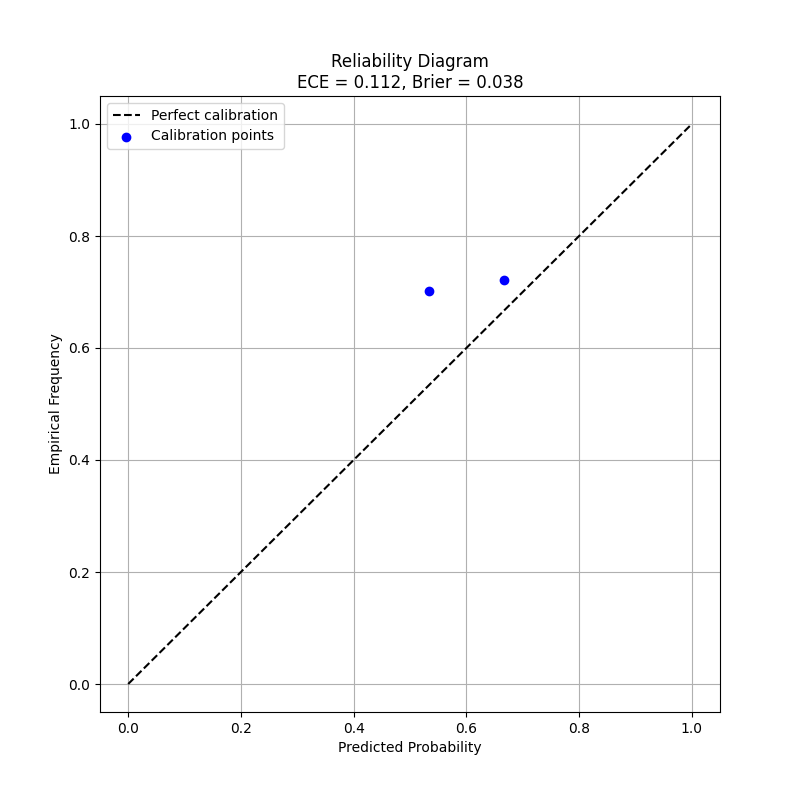 Reliability Diagram
ECE = 0.112, Brier = 0.038
Perfect calibration
Calibration points
1.0
0.8
0.6
0.4
0.2
0.0
Empirical Frequency
0.0 0.2 0.4 0.6 0.8 1.0
Predicted Probability